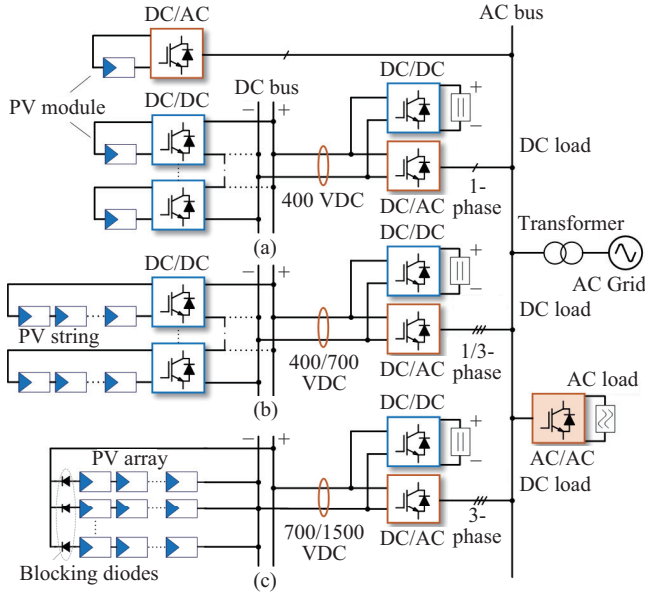 AC bus
DC/AC
PV module
DC/DC
DC bus
− +
DC/DC
+
−
400 VDC
DC/AC
1-
phase
DC load
(a)
Transformer
AC Grid
DC/DC
− +
DC/DC
+
−
PV string
400/700
VDC
DC/AC
1/3-
phase
DC load
(b)
AC load
AC/AC
− +
DC/DC
+
−
PV array
700/1500
VDC
DC/AC
3-
phase
DC load
Blocking diodes
(c)